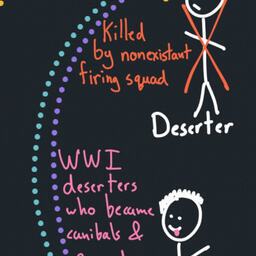 Killed
by nonexistant
firing squad
Deserter
WWI
deserters
who became
canibals &